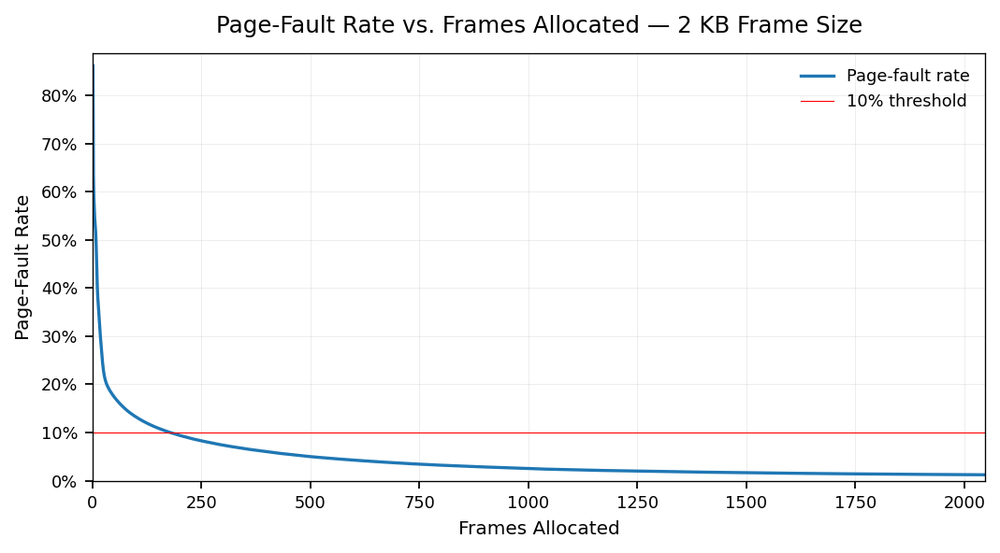 Page-Fault Rate vs. Frames Allocated — 2 KB Frame Size
Page-fault rate
10% threshold
Page-Fault Rate
80%
70%
60%
50%
40%
30%
20%
10%
0%
0 250 500 750 1000 1250 1500 1750 2000
Frames Allocated